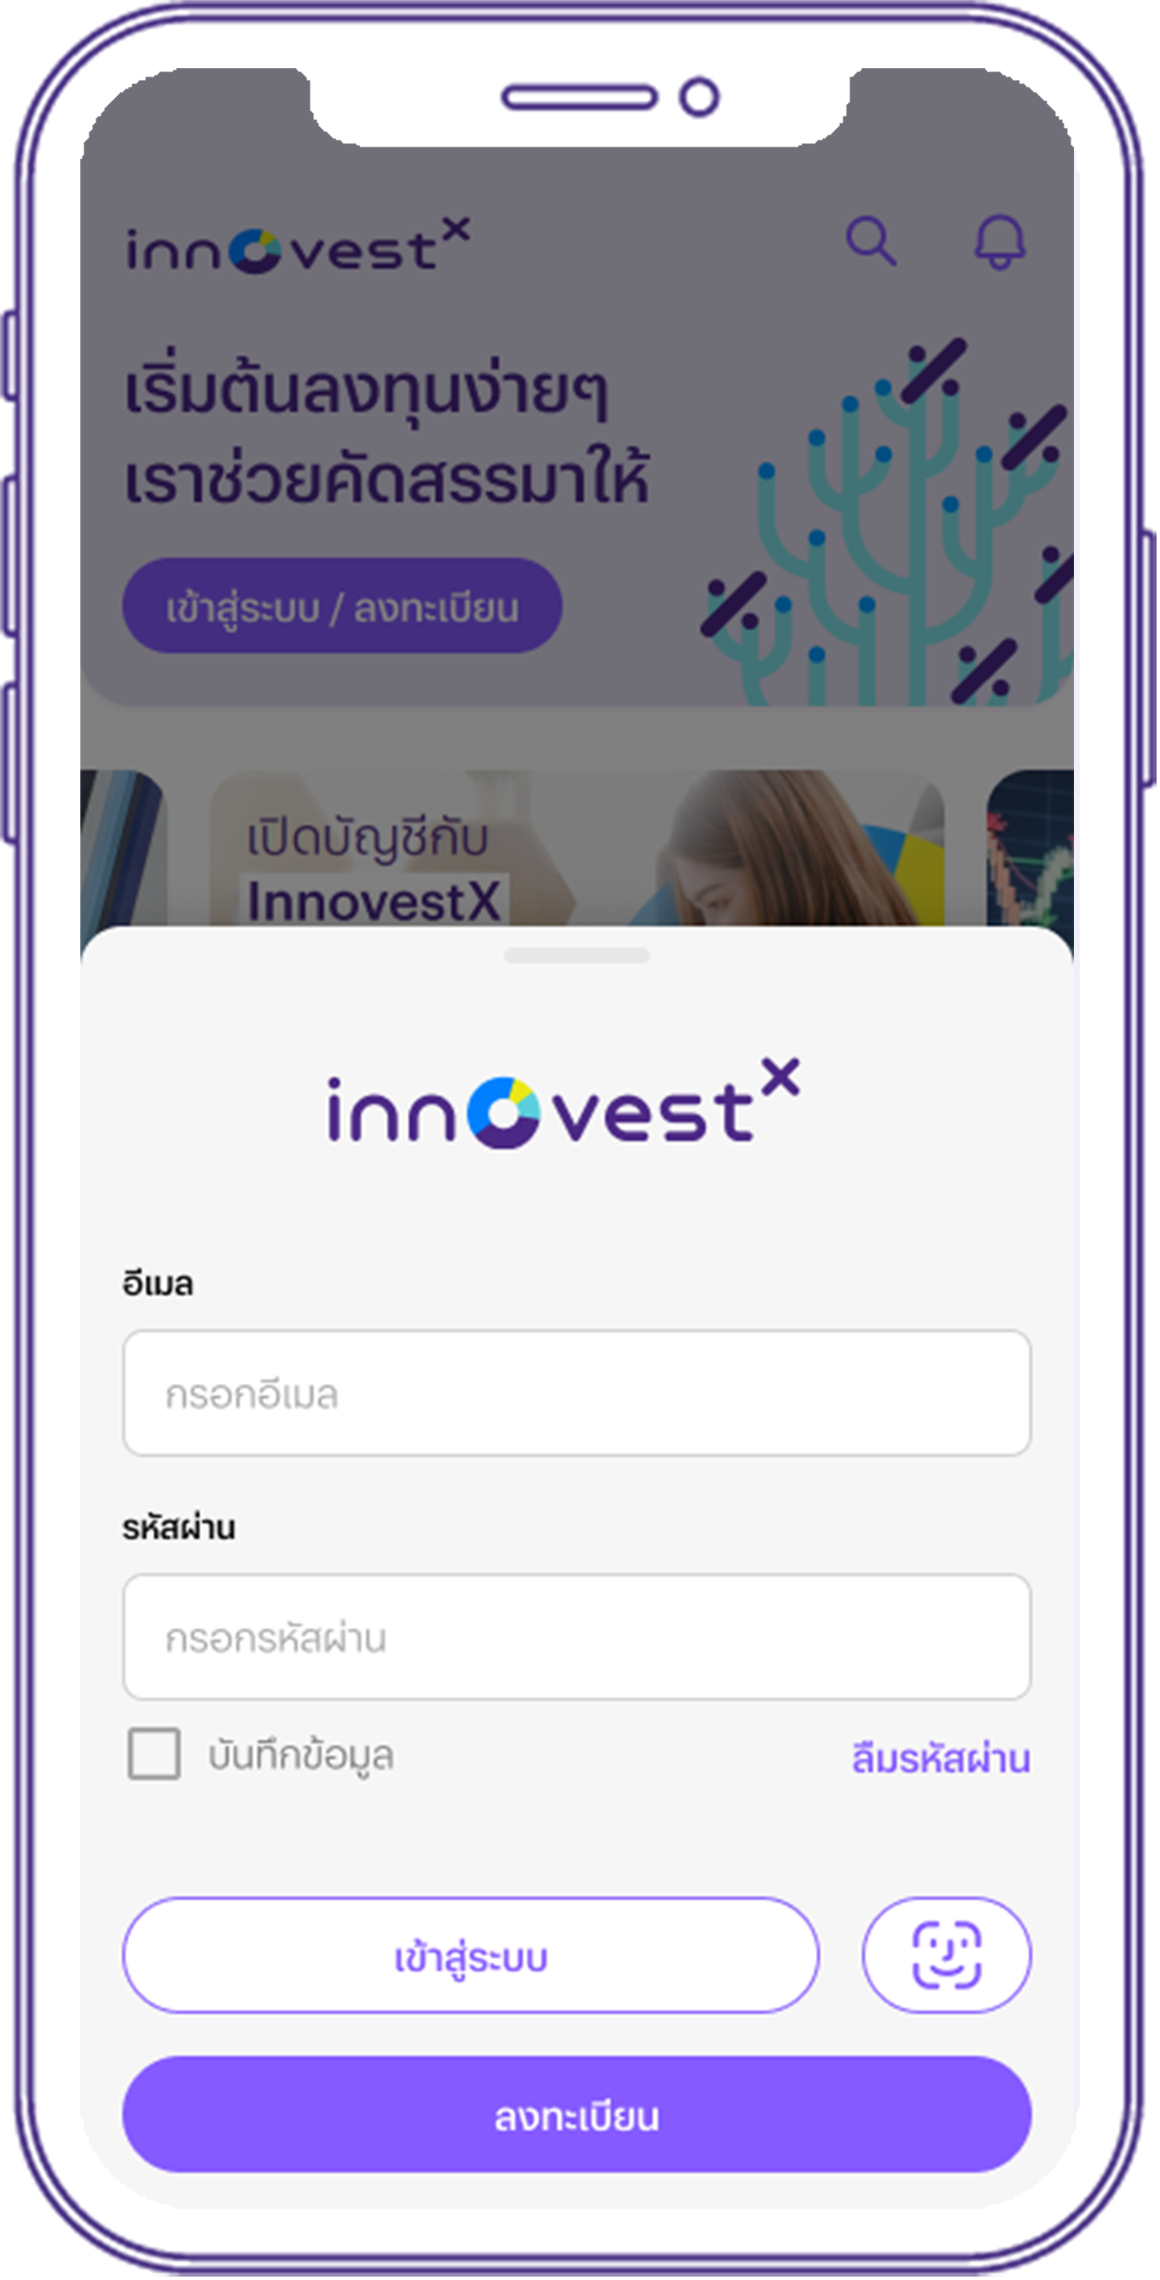 innovestx
เริ่มต้นลงทุนง่ายๆ
เราช่วยคัดสรรมาให้
เข้าสู่ระบบ / ลงทะเบียน
เปิดบัญชีกับ
InnovestX
innovestx
อีเมล
กรอกอีเมล
รหัสผ่าน
กรอกรหัสผ่าน
บันทึกข้อมูล
ลืมรหัสผ่าน
เข้าสู่ระบบ
ลงทะเบียน